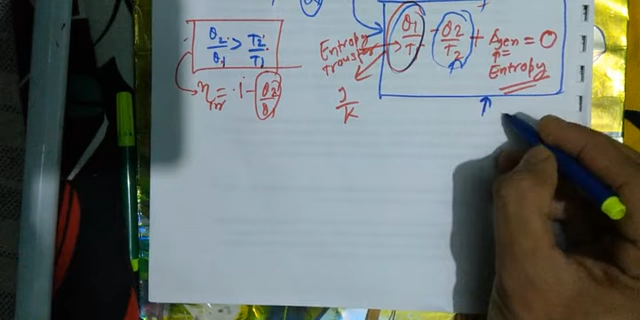 Q2/Q1 > T2/T1
Q1/T1 - Q2/T2 + Sgen = 0
Entropy
transfer
Entropy
η = 1 - Q2/Q1
J/K